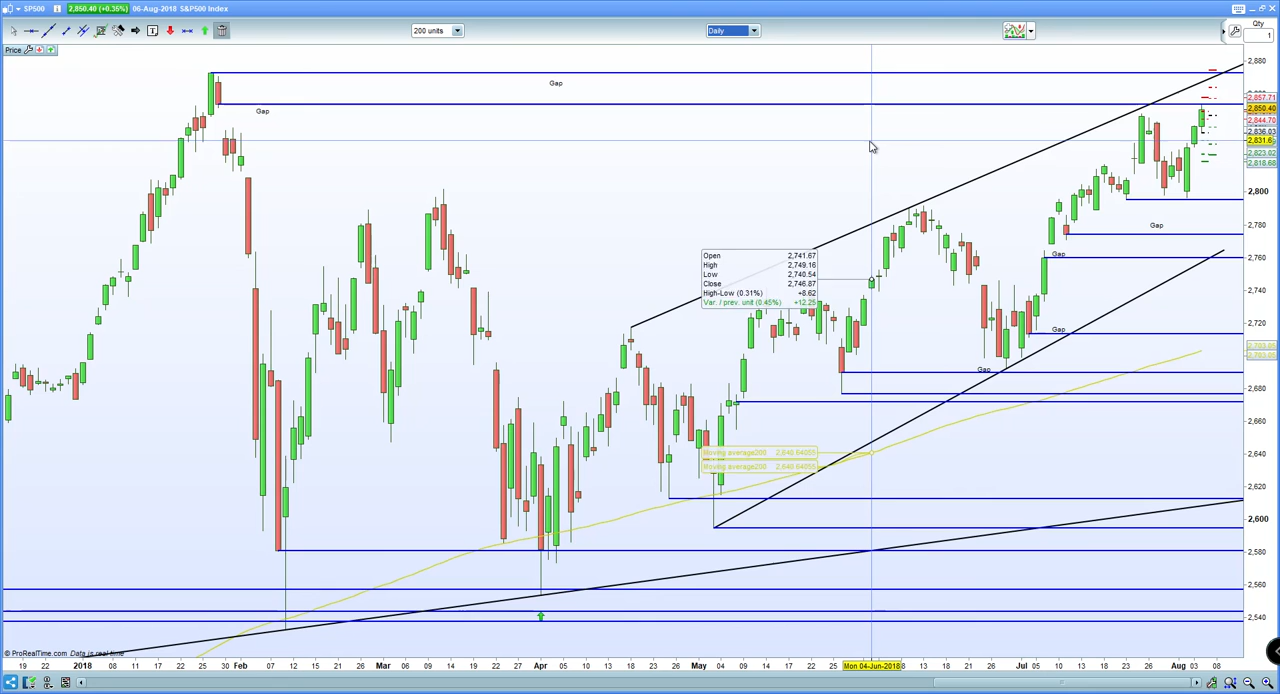 SP500 2,850.40 (+0.35%) 06-Aug-2018 S&P500 Index
200 units Daily Qty
1
Price
2,880
Gap
2,857.71
2,850.40
Gap
2,844.70
2,836.03
2,831.6
2,823.02
2,818.68
2,800
Gap
2,780
Gap
2,760
Open 2,741.67
High 2,749.16
Low 2,740.54
Close 2,746.87
High-Low (0.31%) +8.62
Var. / prev. unit (0.45%) +12.25
2,740
2,720
Gap
Gap
2,680
2,660
Moving average200 2,640.64055
Moving average200 2,640.64055
2,640
2,620
2,600
2,580
2,560
2,540
© ProRealTime.com Data is real time
19 22 27 2018 08 11 17 22 25 30 Feb 07 12 15 21 26 Mar 06 09 14 19 22 27 Apr 05 10 13 18 23 26 May 04 09 14 17 22 25 Mon 04-Jun-2018 8 13 18 21 26 Jul 05 10 13 18 23 26 Aug 03 08